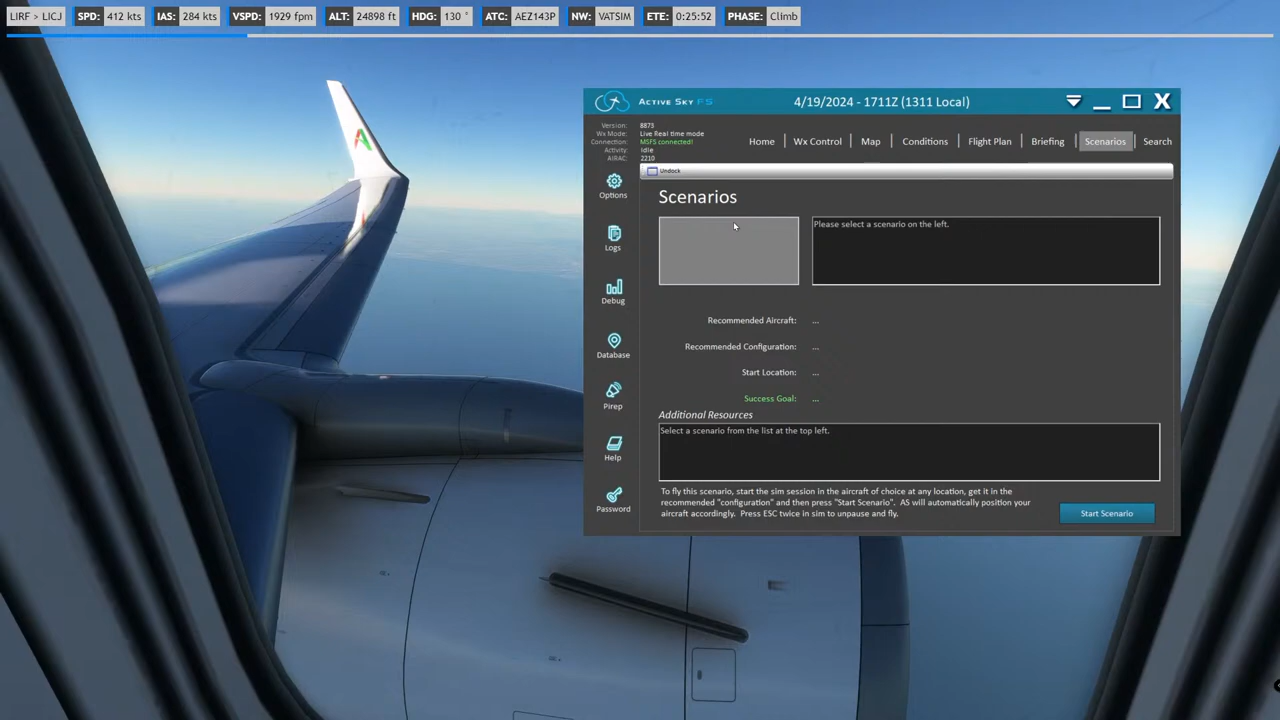 LIRF > LICJ SPD: 412 kts IAS: 284 kts VSPD: 1929 fpm ALT: 24898 ft HDG: 130 ° ATC: AEZ143P NW: VATSIM ETE: 0:25:52 PHASE: Climb
ACTIVE SKY FS 4/19/2024 - 1711Z (1311 Local) X
Version: 8873
Wx Mode: Live Real time mode
Connection: MSFS connected!
Activity: Idle
AIRAC: 2210
Home Wx Control Map Conditions Flight Plan Briefing Scenarios Search
Undock
Options
Logs
Debug
Database
Pirep
Help
Password
Scenarios
Please select a scenario on the left.
Recommended Aircraft: ...
Recommended Configuration: ...
Start Location: ...
Success Goal: ...
Additional Resources
Select a scenario from the list at the top left.
To fly this scenario, start the sim session in the aircraft of choice at any location, get it in the
recommended "configuration" and then press "Start Scenario". AS will automatically position your
aircraft accordingly. Press ESC twice in sim to unpause and fly.
Start Scenario